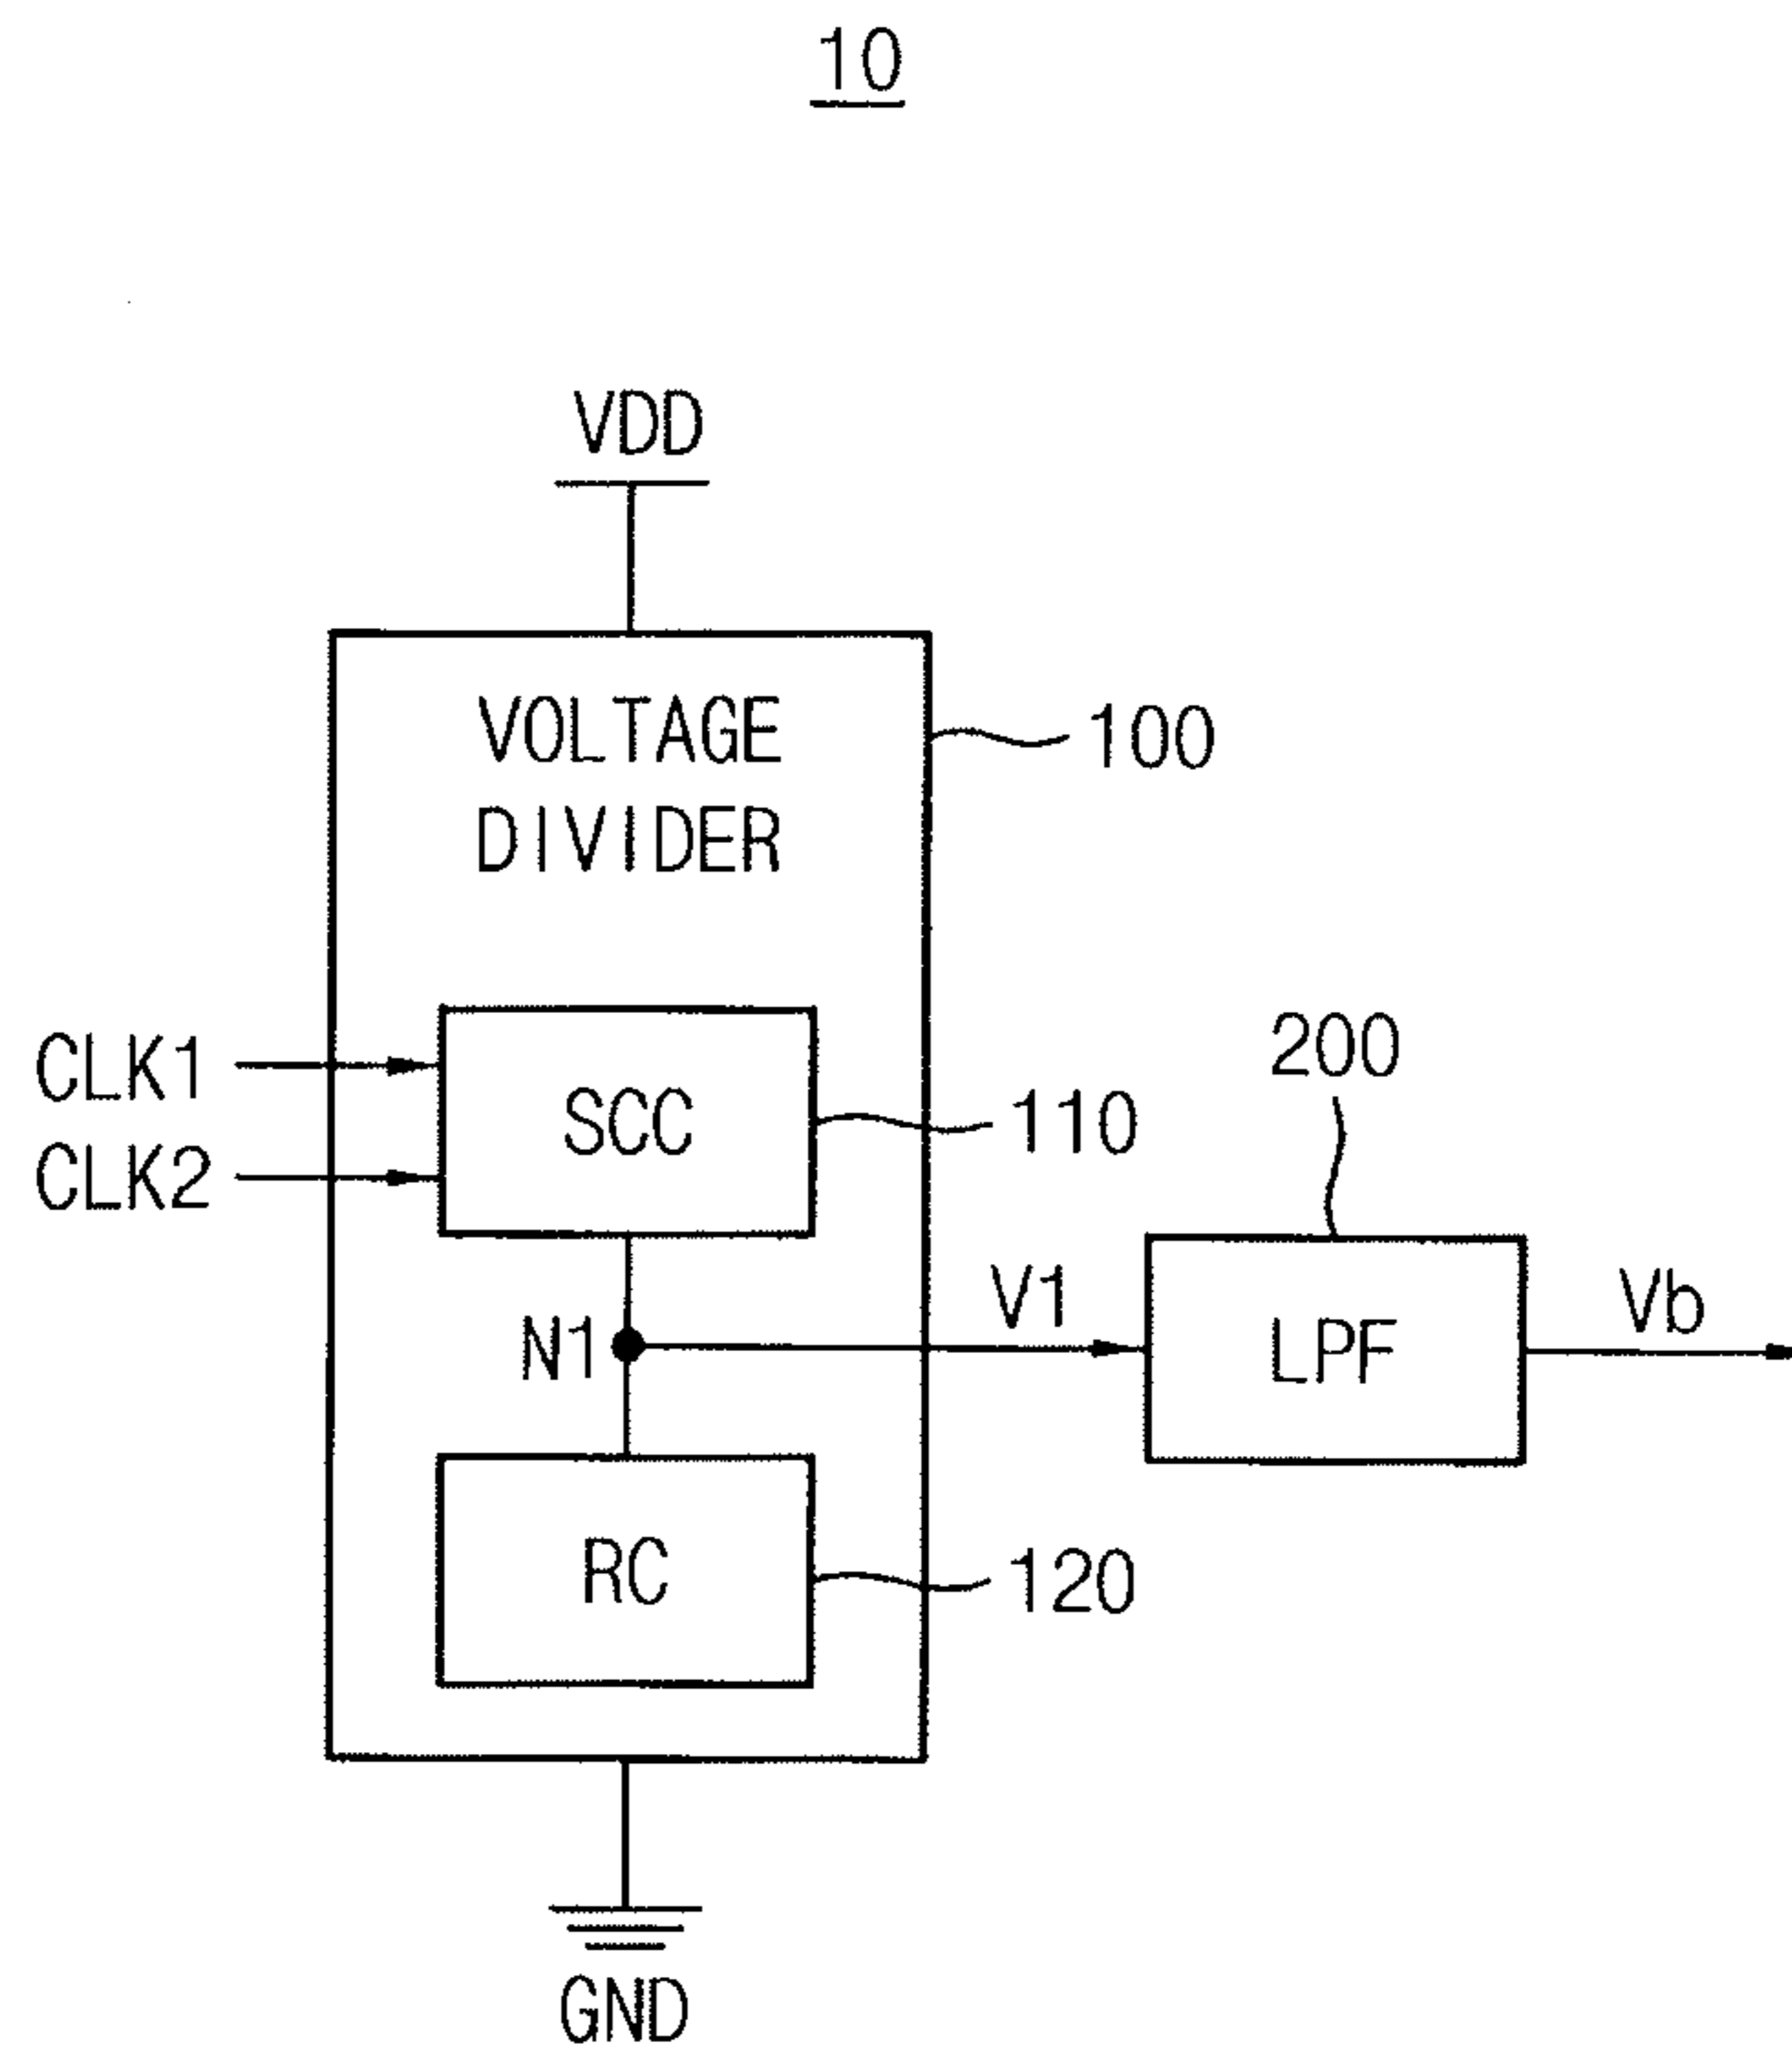 10
VDD
VOLTAGE
DIVIDER
100
CLK1
CLK2
SCC
110
200
N1
V1
LPF
Vb
RC
120
GND